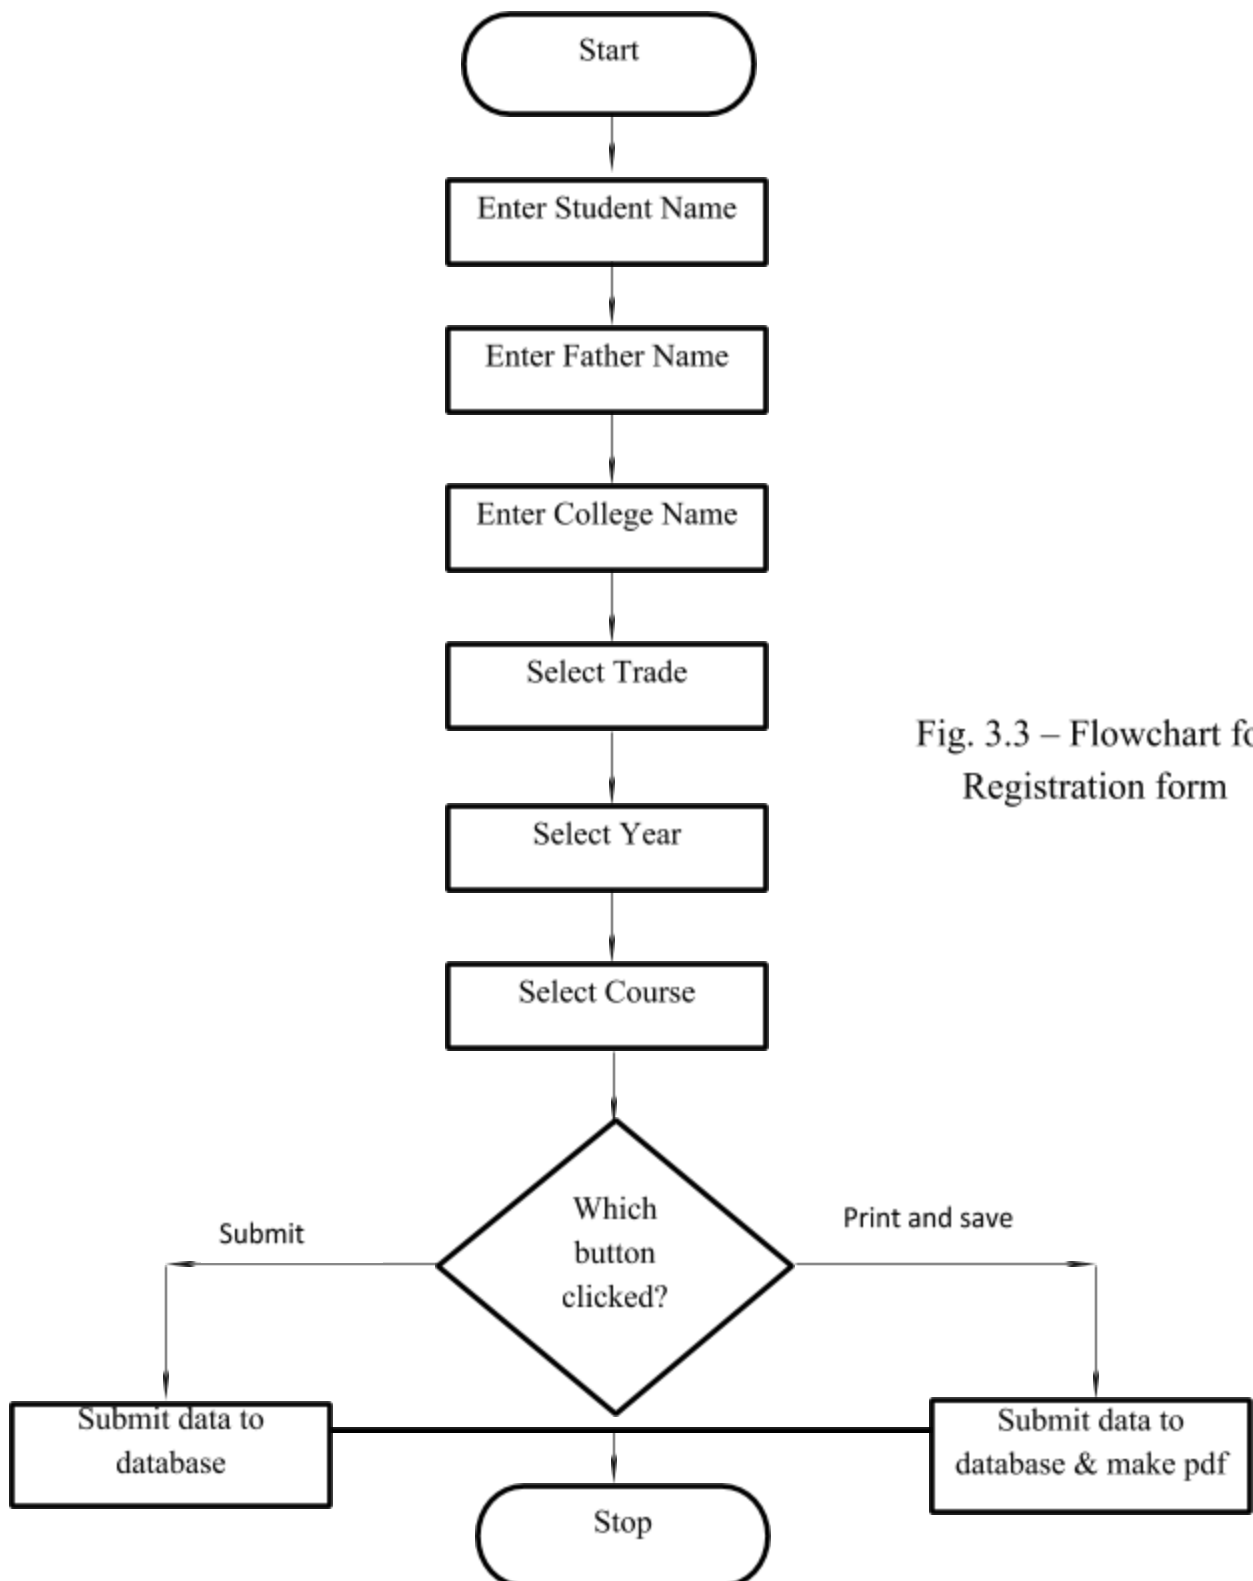 Start
Enter Student Name
Enter Father Name
Enter College Name
Select Trade
Fig. 3.3 – Flowchart fo
Registration form
Select Year
Select Course
Which
button
clicked?
Submit
Print and save
Submit data to
database
Submit data to
database & make pdf
Stop